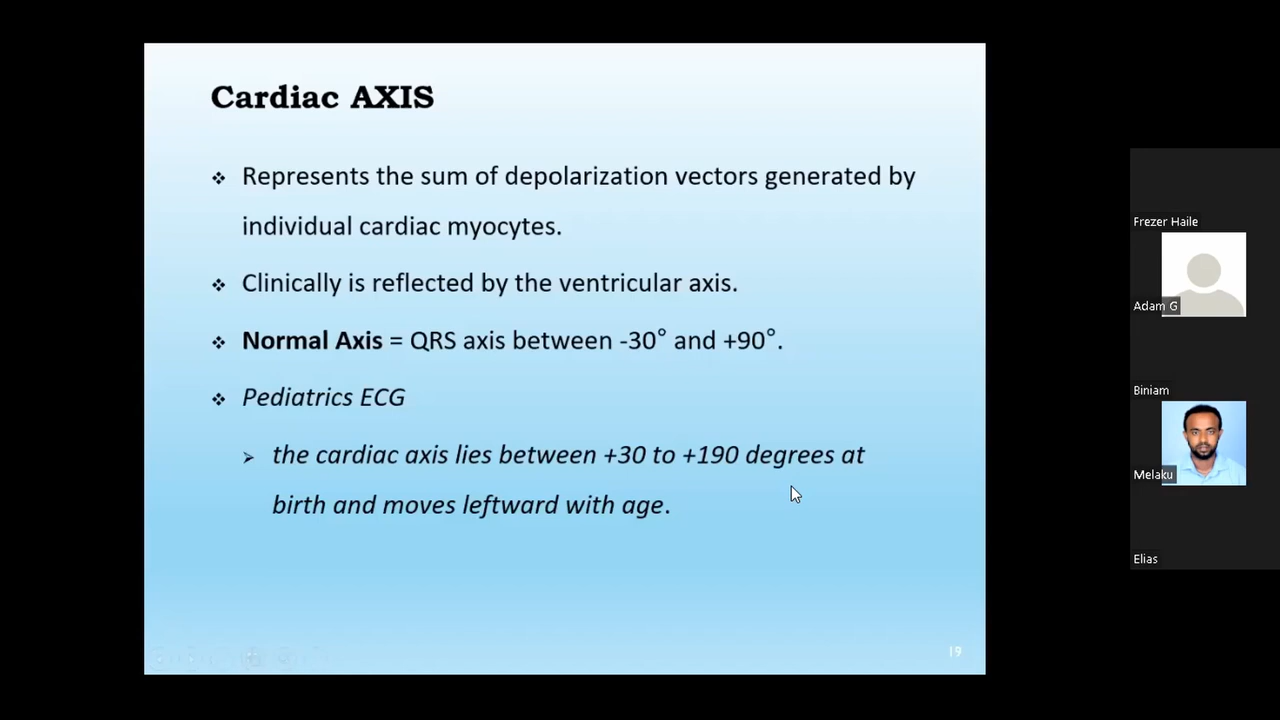 Cardiac AXIS
❖ Represents the sum of depolarization vectors generated by
individual cardiac myocytes.
❖ Clinically is reflected by the ventricular axis.
❖ Normal Axis = QRS axis between -30° and +90°.
❖ Pediatrics ECG
➢ the cardiac axis lies between +30 to +190 degrees at
birth and moves leftward with age.
19
Frezer Haile
Adam G
Biniam
Melaku
Elias